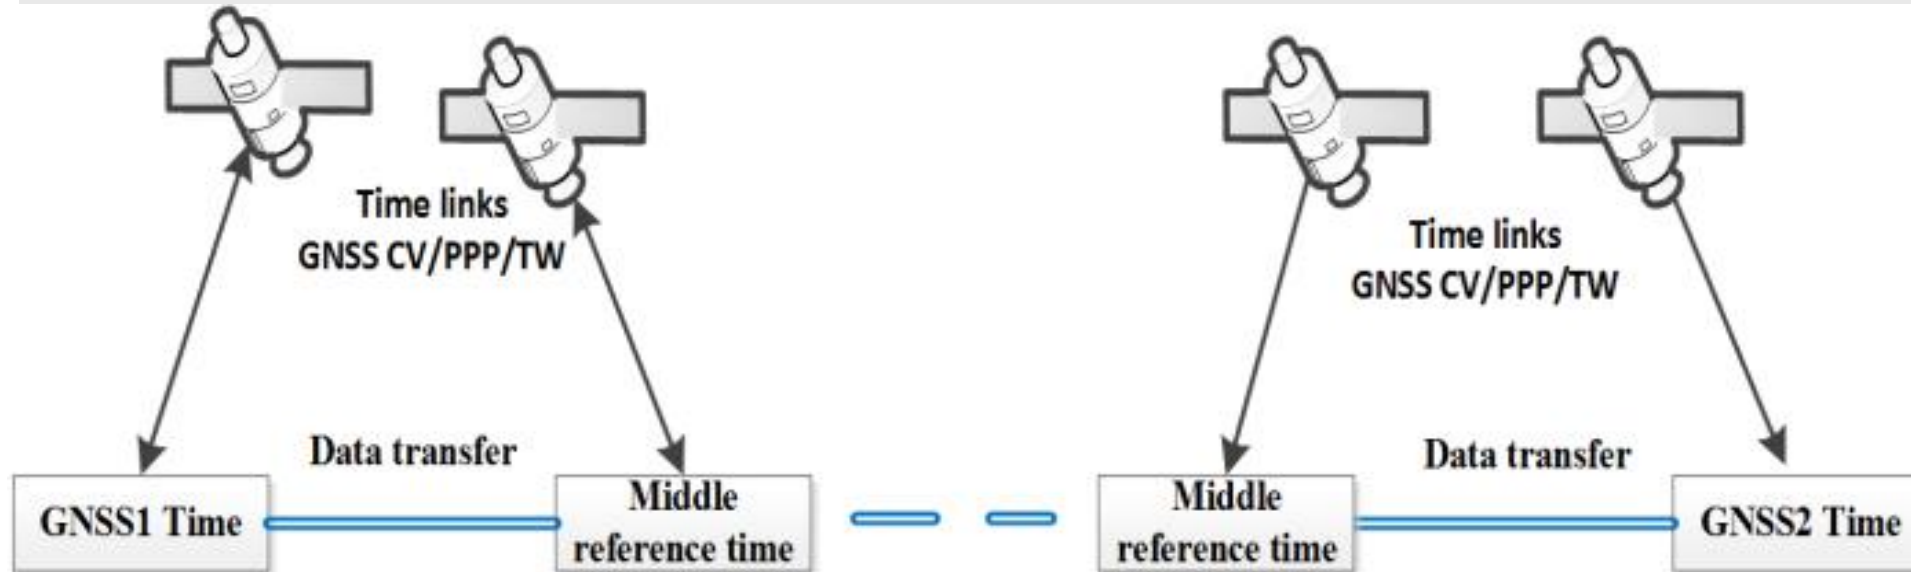 Time links
GNSS CV/PPP/TW
Time links
GNSS CV/PPP/TW
Data transfer
Data transfer
GNSS1 Time
Middle
reference time
Middle
reference time
GNSS2 Time